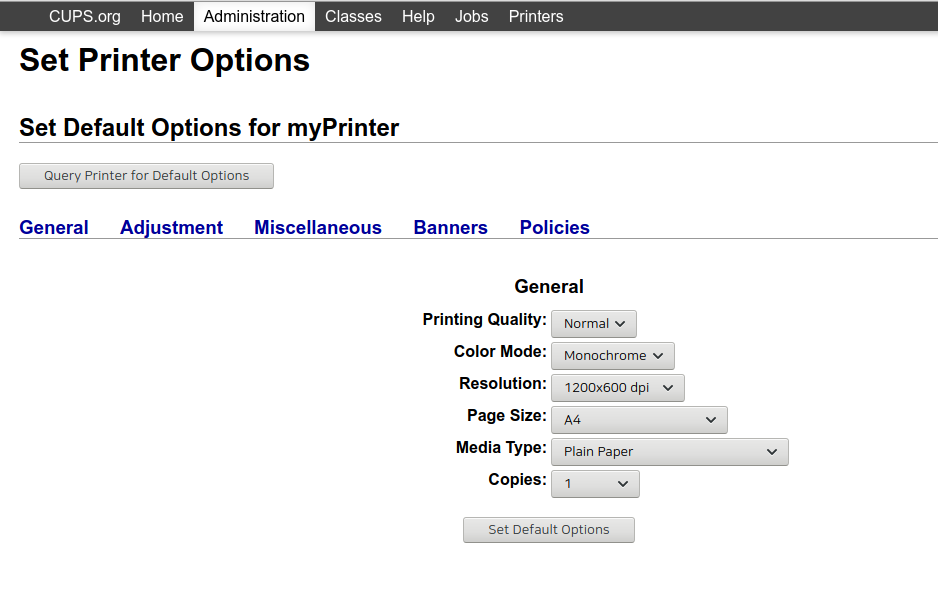 CUPS.org Home Administration Classes Help Jobs Printers
Set Printer Options
Set Default Options for myPrinter
Query Printer for Default Options
General Adjustment Miscellaneous Banners Policies
General
Printing Quality: Normal
Color Mode: Monochrome
Resolution: 1200x600 dpi
Page Size: A4
Media Type: Plain Paper
Copies: 1
Set Default Options